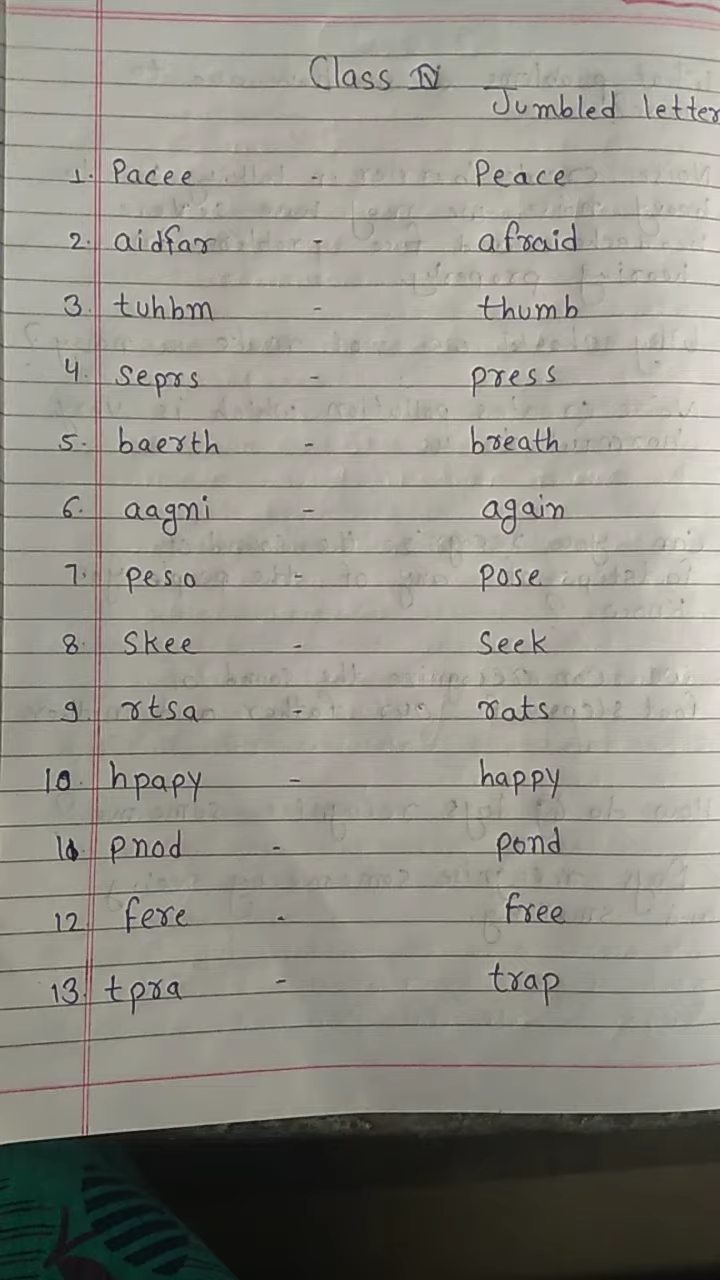 Class IV
Jumbled letter
1. Pacee - Peace
2. aidfar - afraid
3. tuhbm - thumb
4. seprs - press
5. baerth - breath
6. aagni - again
7. peso - pose
8. skee - seek
9. rtsa - rats
10. hpapy - happy
11. pnod - pond
12. fere - free
13. tpra - trap